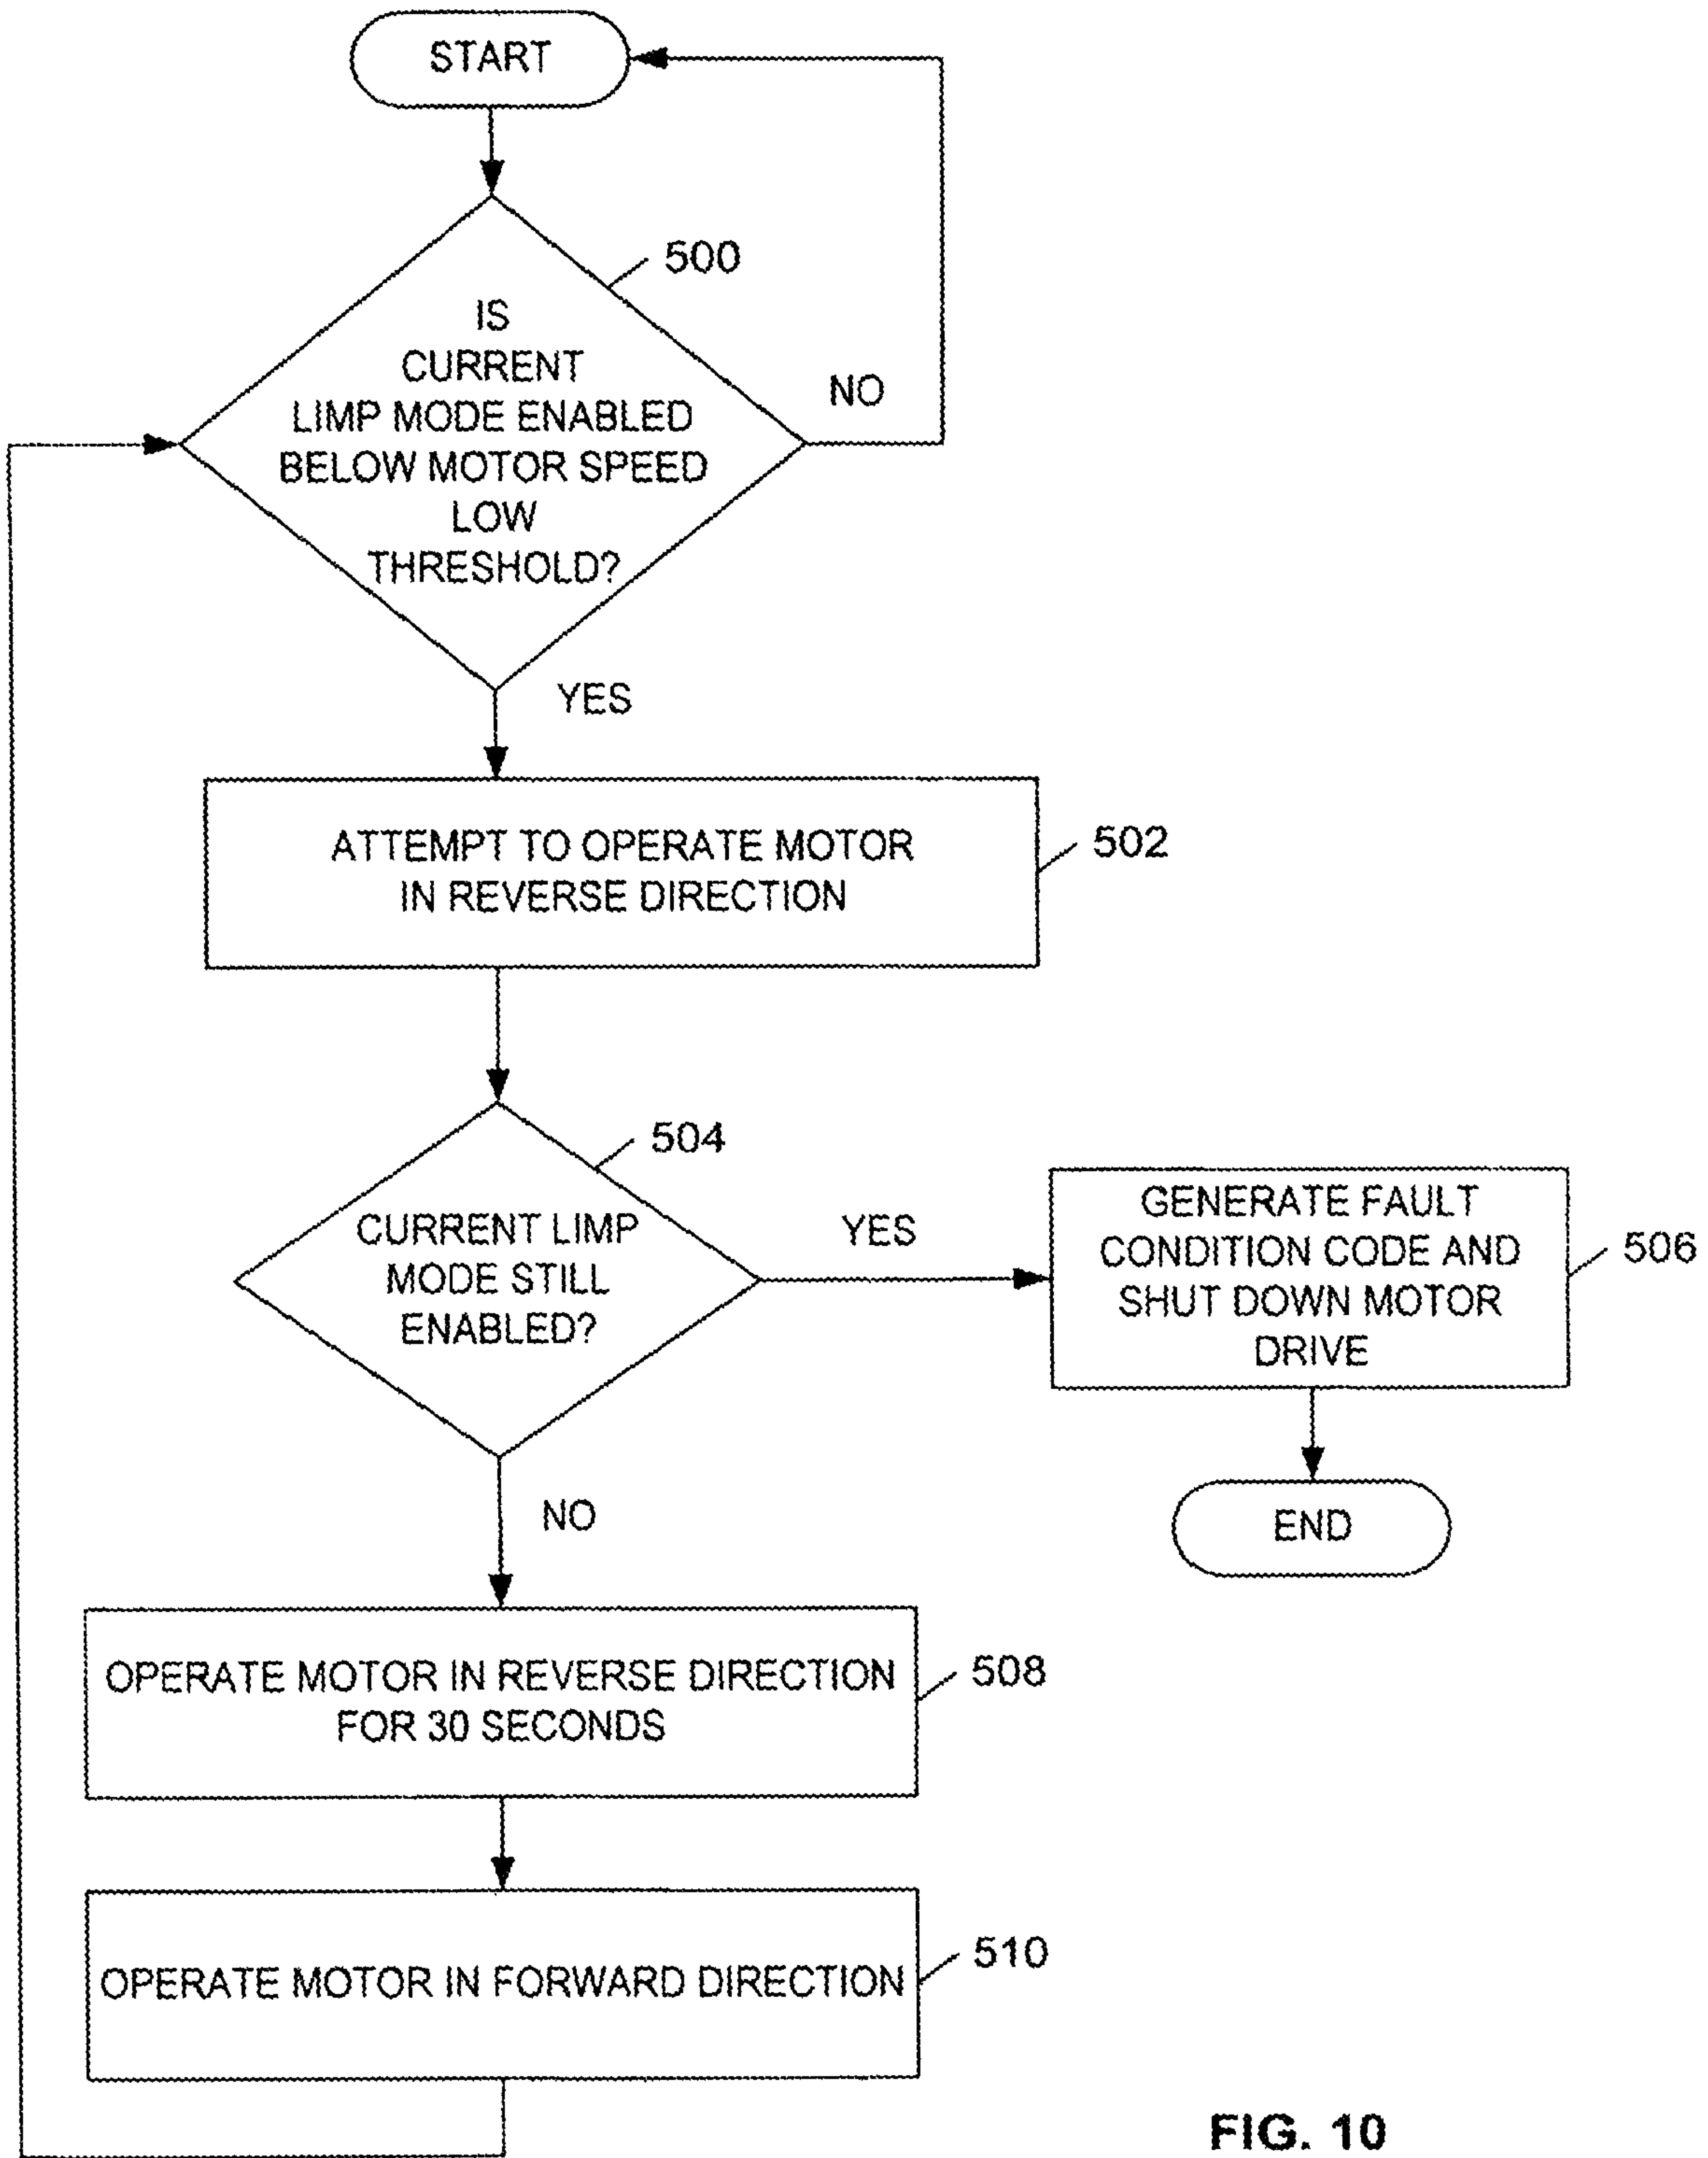 START
500
IS
CURRENT
LIMP MODE ENABLED
BELOW MOTOR SPEED
LOW
THRESHOLD?
NO
YES
ATTEMPT TO OPERATE MOTOR
IN REVERSE DIRECTION
502
504
CURRENT LIMP
MODE STILL
ENABLED?
YES
GENERATE FAULT
CONDITION CODE AND
SHUT DOWN MOTOR
DRIVE
506
END
NO
OPERATE MOTOR IN REVERSE DIRECTION
FOR 30 SECONDS
508
OPERATE MOTOR IN FORWARD DIRECTION
510
FIG. 10